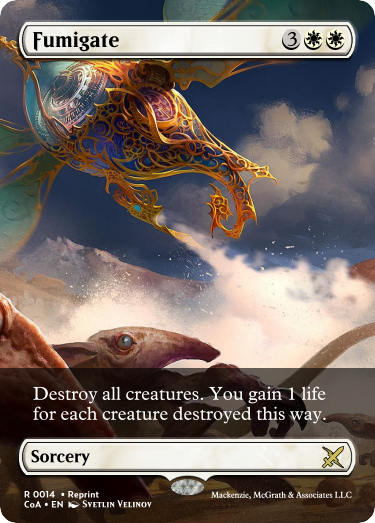 Fumigate 3
Destroy all creatures. You gain 1 life
for each creature destroyed this way.
Sorcery
R 0014 • Reprint
CoA • EN Svetlin Velinov
Mackenzie, McGrath & Associates LLC